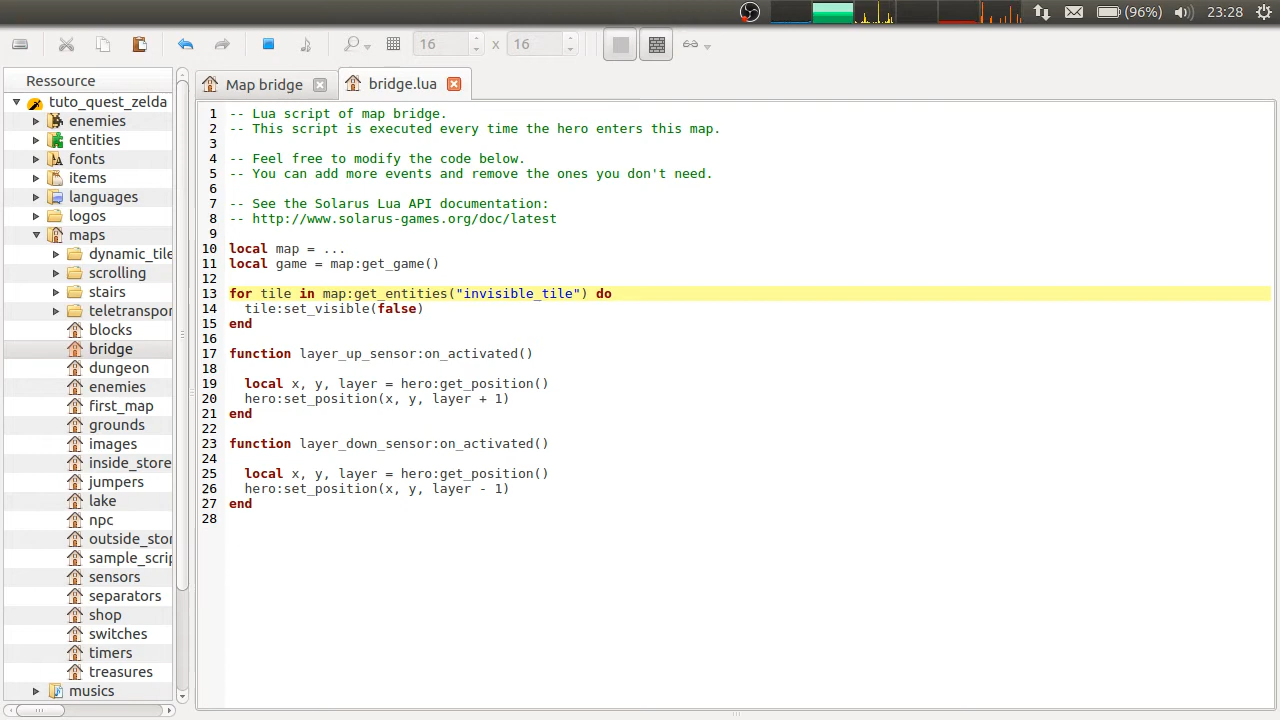 (96%)
23:28
16
x
16
Ressource
tuto_quest_zelda
enemies
entities
fonts
items
languages
logos
maps
dynamic_tile
scrolling
stairs
teletranspor
blocks
bridge
dungeon
enemies
first_map
grounds
images
inside_store
jumpers
lake
npc
outside_stor
sample_scrip
sensors
separators
shop
switches
timers
treasures
musics
Map bridge
bridge.lua
1 -- Lua script of map bridge.
2 -- This script is executed every time the hero enters this map.
3
4 -- Feel free to modify the code below.
5 -- You can add more events and remove the ones you don't need.
6
7 -- See the Solarus Lua API documentation:
8 -- http://www.solarus-games.org/doc/latest
9
10 local map = ...
11 local game = map:get_game()
12
13 for tile in map:get_entities("invisible_tile") do
14   tile:set_visible(false)
15 end
16
17 function layer_up_sensor:on_activated()
18
19   local x, y, layer = hero:get_position()
20   hero:set_position(x, y, layer + 1)
21 end
22
23 function layer_down_sensor:on_activated()
24
25   local x, y, layer = hero:get_position()
26   hero:set_position(x, y, layer - 1)
27 end
28